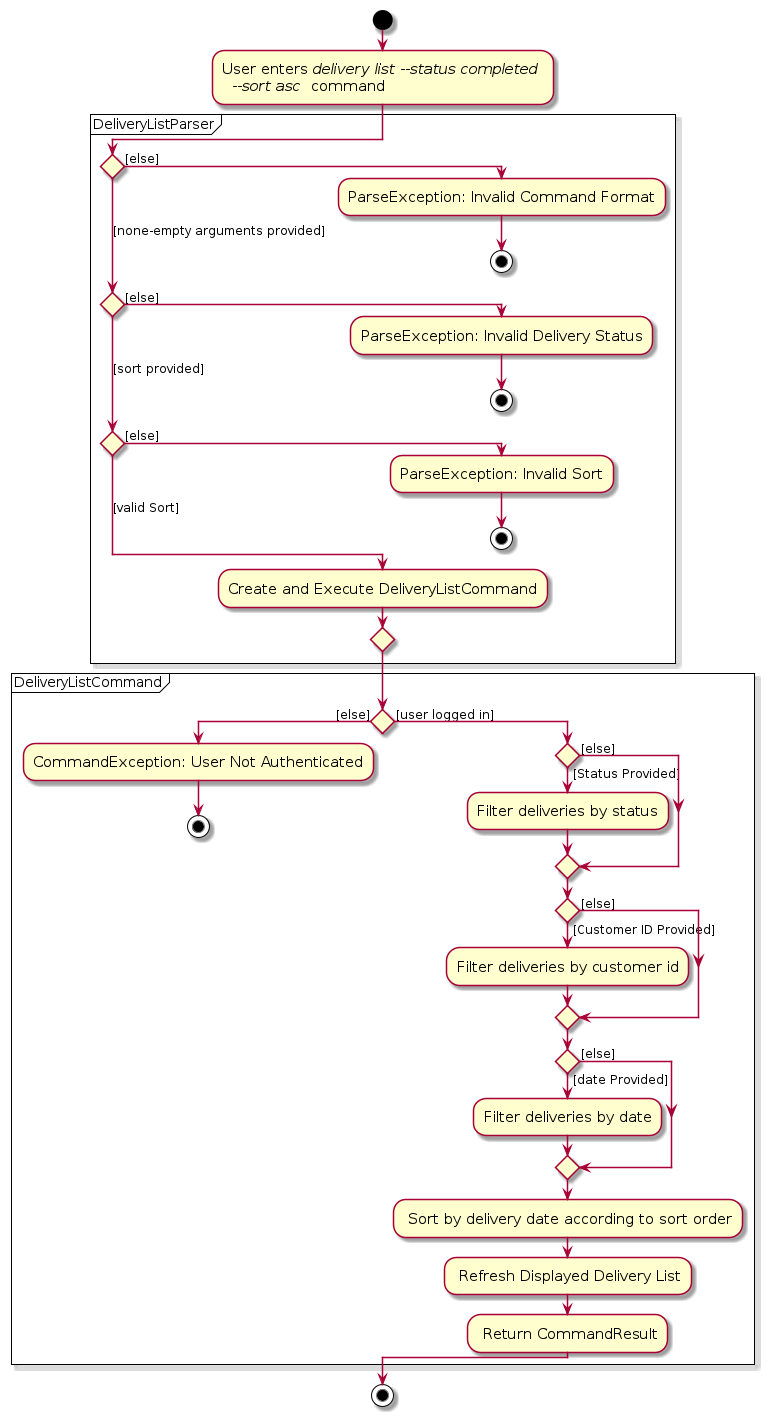 User enters delivery list --status completed
--sort asc command
DeliveryListParser
[else]
ParseException: Invalid Command Format
[none-empty arguments provided]
[else]
ParseException: Invalid Delivery Status
[sort provided]
[else]
ParseException: Invalid Sort
[valid Sort]
Create and Execute DeliveryListCommand
DeliveryListCommand
[else]
[user logged in]
CommandException: User Not Authenticated
[else]
[Status Provided]
Filter deliveries by status
[else]
[Customer ID Provided]
Filter deliveries by customer id
[else]
[date Provided]
Filter deliveries by date
Sort by delivery date according to sort order
Refresh Displayed Delivery List
Return CommandResult